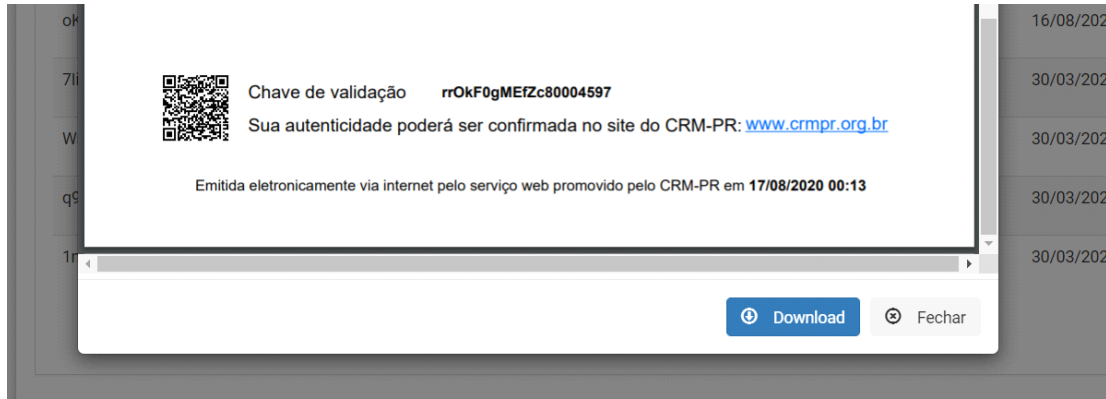 16/08/202
Chave de validação rrOkF0gMEfZc80004597
30/03/202
Sua autenticidade poderá ser confirmada no site do CRM-PR: www.crmpr.org.br
30/03/202
Emitida eletronicamente via internet pelo serviço web promovido pelo CRM-PR em 17/08/2020 00:13
30/03/202
30/03/202
Download
Fechar